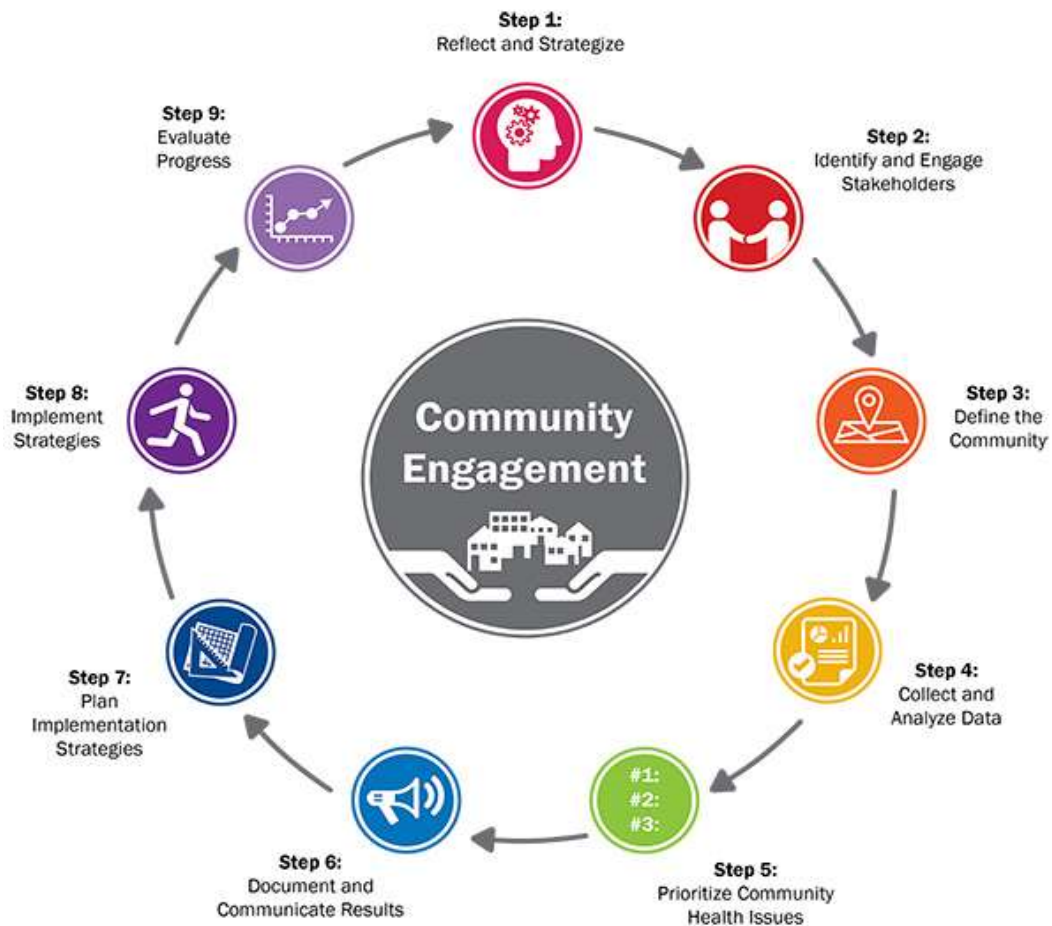 Step 1:
Reflect and Strategize
Step 2:
Identify and Engage
Stakeholders
Step 3:
Define the
Community
Step 4:
Collect and
Analyze Data
Step 5:
Prioritize Community
Health Issues
Step 6:
Document and
Communicate Results
Step 7:
Plan
Implementation
Strategies
Step 8:
Implement
Strategies
Step 9:
Evaluate
Progress
Community
Engagement
#1:
#2:
#3: